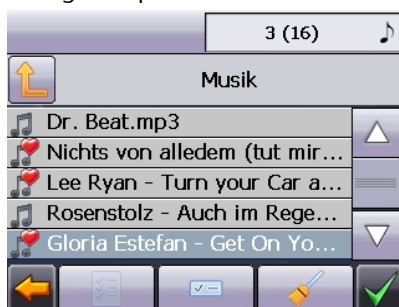 3 (16)
Musik
Dr. Beat.mp3
Nichts von alledem (tut mir...
Lee Ryan - Turn your Car a...
Rosenstolz - Auch im Rege...
Gloria Estefan - Get On Yo...